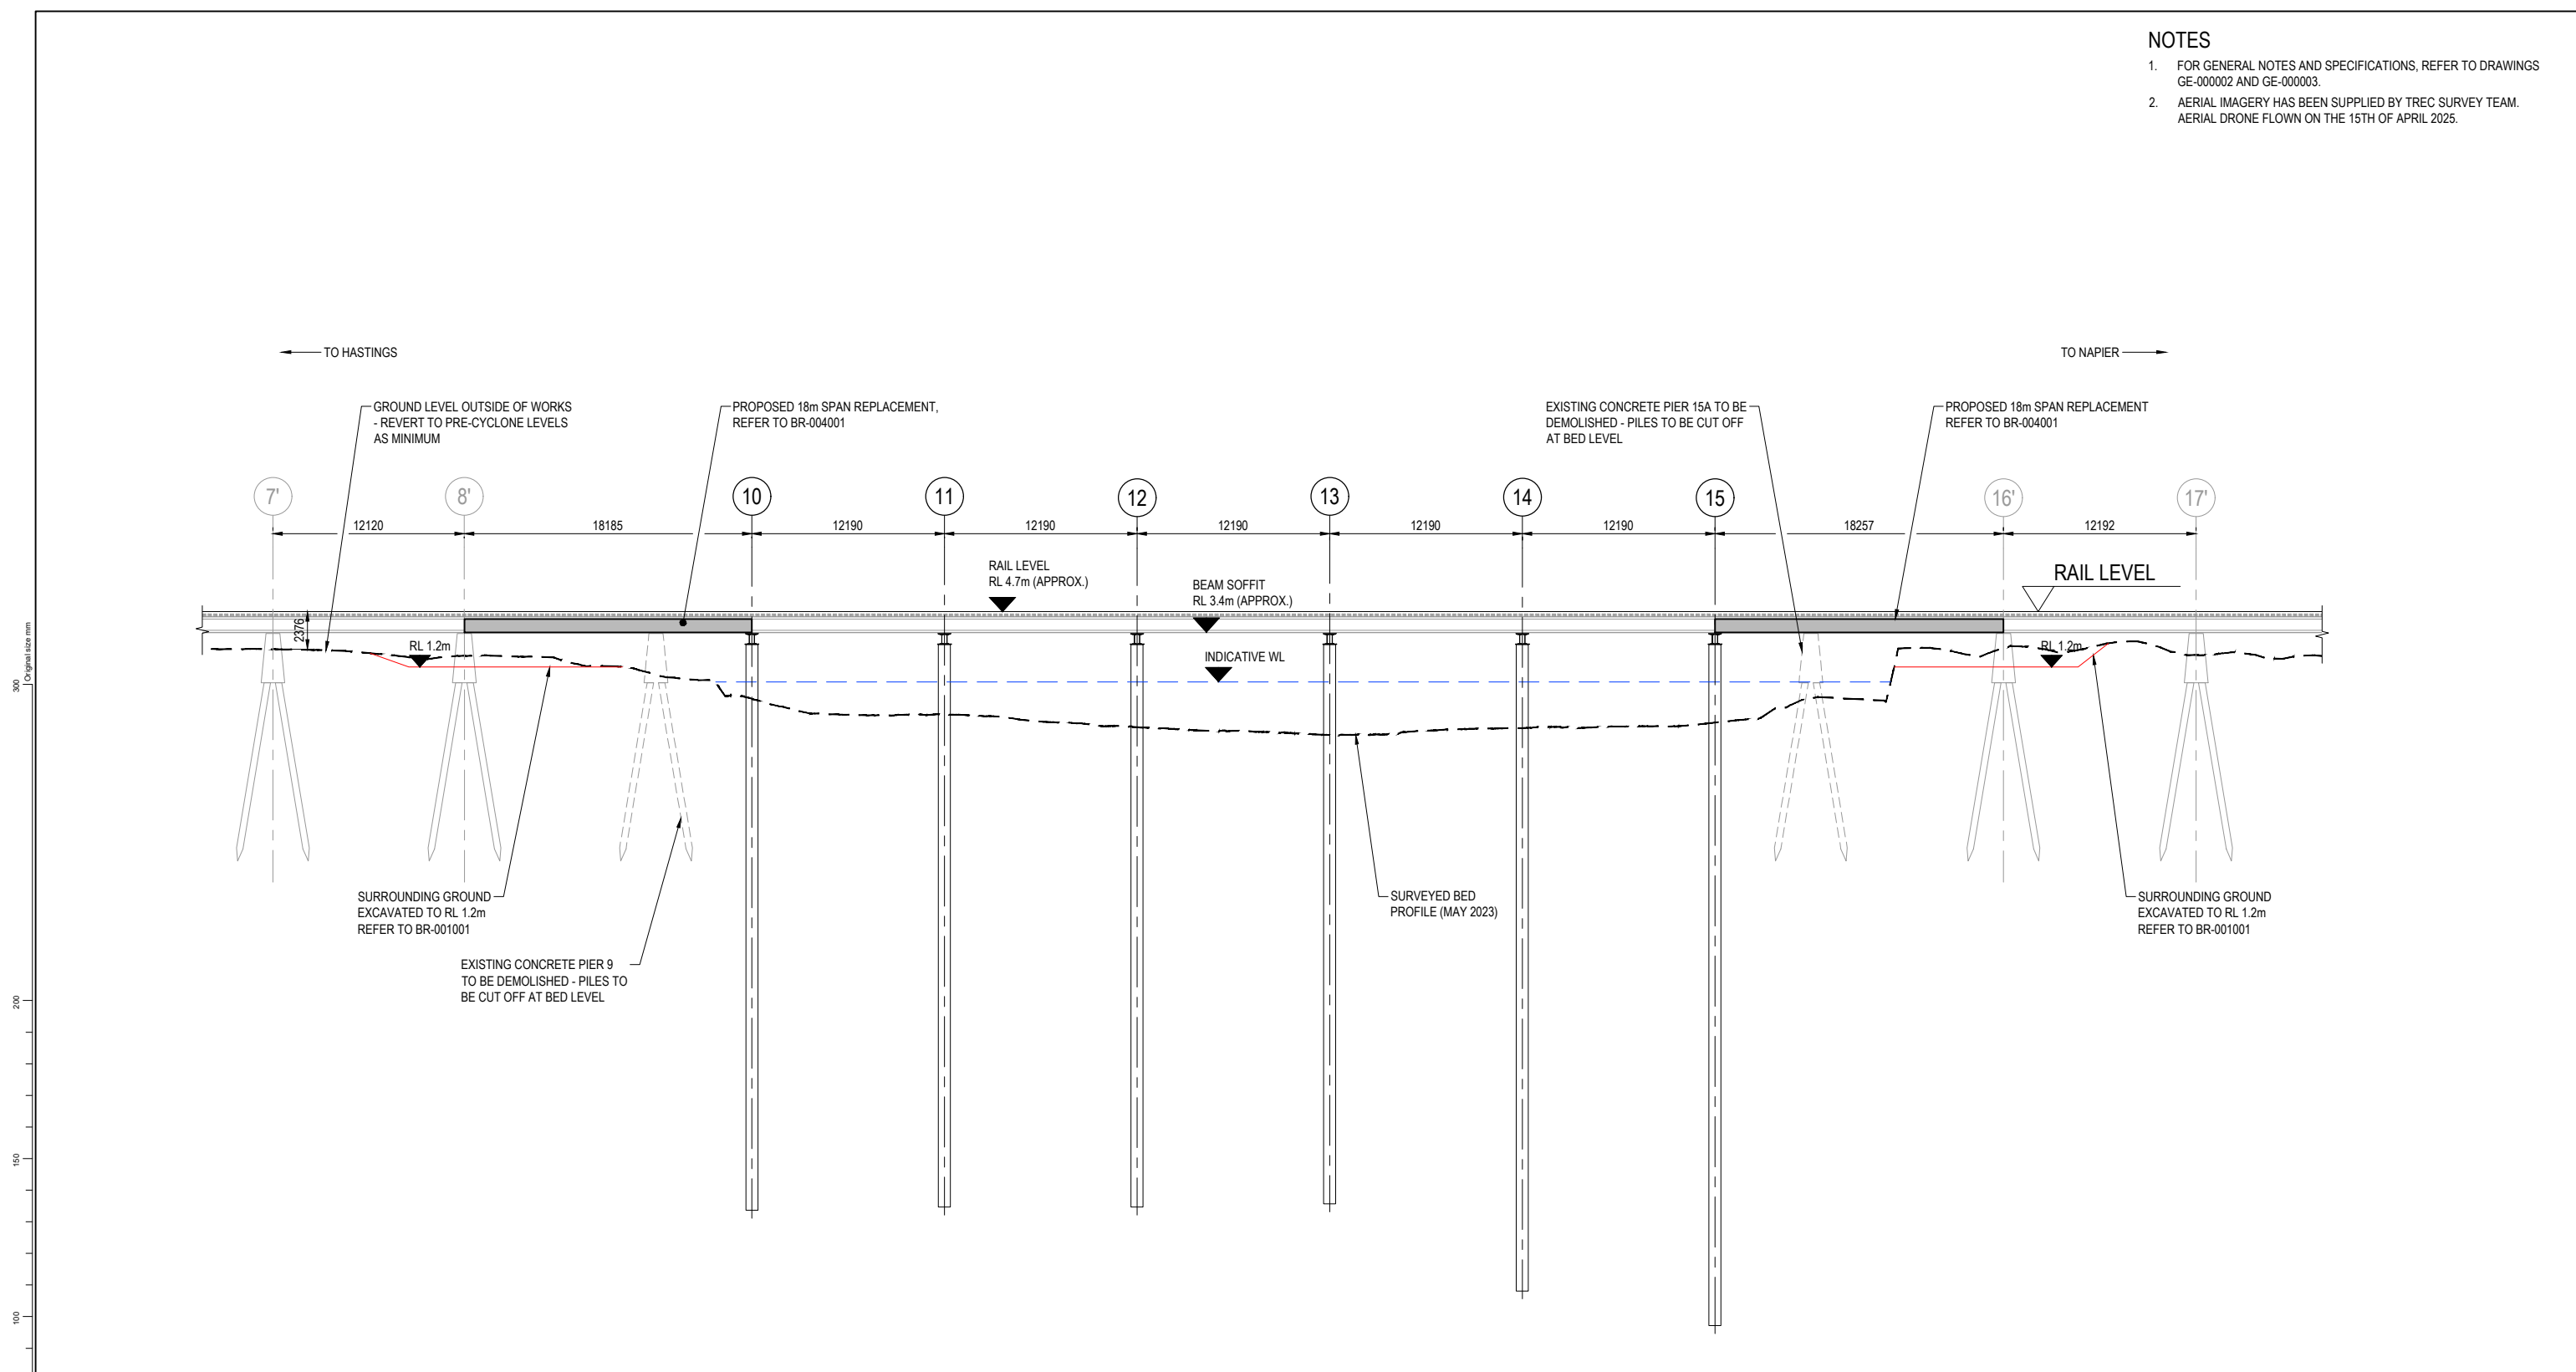 NOTES
1. FOR GENERAL NOTES AND SPECIFICATIONS, REFER TO DRAWINGS
GE-000002 AND GE-000003.
2. AERIAL IMAGERY HAS BEEN SUPPLIED BY TREC SURVEY TEAM.
AERIAL DRONE FLOWN ON THE 15TH OF APRIL 2025.
TO HASTINGS
TO NAPIER
GROUND LEVEL OUTSIDE OF WORKS
- REVERT TO PRE-CYCLONE LEVELS
AS MINIMUM
PROPOSED 18m SPAN REPLACEMENT,
REFER TO BR-004001
EXISTING CONCRETE PIER 15A TO BE
DEMOLISHED - PILES TO BE CUT OFF
AT BED LEVEL
PROPOSED 18m SPAN REPLACEMENT
REFER TO BR-004001
7'
8'
10
11
12
13
14
15
16'
17'
12120
18185
12190
12190
12190
12190
12190
18257
12192
RAIL LEVEL
RL 4.7m (APPROX.)
BEAM SOFFIT
RL 3.4m (APPROX.)
RAIL LEVEL
2376
RL 1.2m
INDICATIVE WL
RL 1.2m
SURROUNDING GROUND
EXCAVATED TO RL 1.2m
REFER TO BR-001001
EXISTING CONCRETE PIER 9
TO BE DEMOLISHED - PILES TO
BE CUT OFF AT BED LEVEL
SURVEYED BED
PROFILE (MAY 2023)
SURROUNDING GROUND
EXCAVATED TO RL 1.2m
REFER TO BR-001001
Original size mm
300
200
150
100